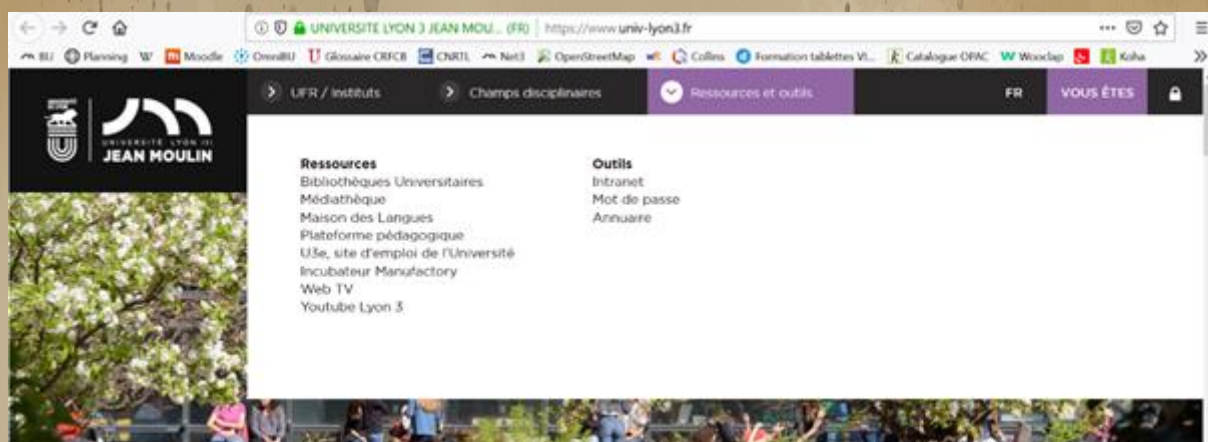 UNIVERSITE LYON 3 JEAN MOU... (FR) https://www.univ-lyon3.fr
BU Planning W Moodle OmniBU Glossaire CRFCB CNRTL Net3 OpenStreetMap Collins Formation tablettes VL... Catalogue OPAC Wooclap Koha
UFR / Instituts Champs disciplinaires Ressources et outils FR VOUS ÊTES
UNIVERSITÉ LYON III
JEAN MOULIN
Ressources
Bibliothèques Universitaires
Médiathèque
Maison des Langues
Plateforme pédagogique
U3e, site d'emploi de l'Université
Incubateur Manufactory
Web TV
Youtube Lyon 3
Outils
Intranet
Mot de passe
Annuaire